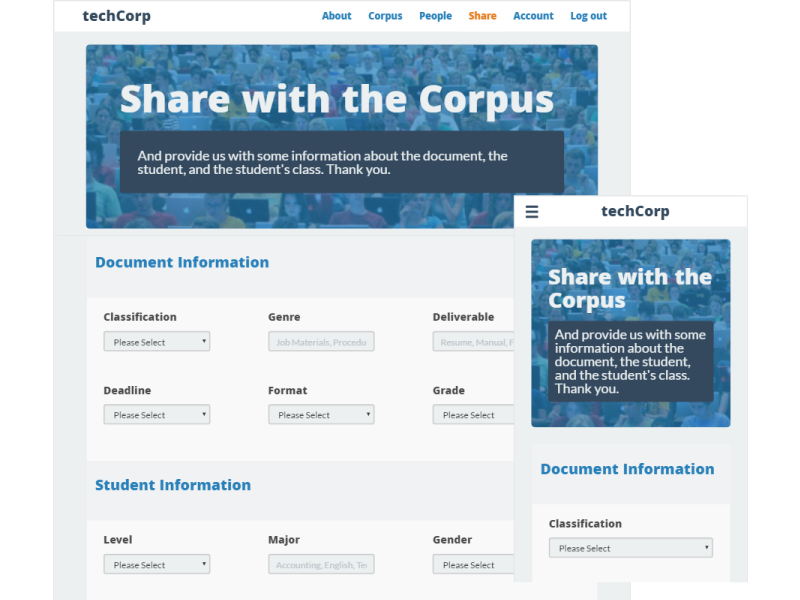 techCorp
About Corpus People Share Account Log out
Share with the Corpus
And provide us with some information about the document, the
student, and the student's class. Thank you.
Document Information
Classification Genre Deliverable
Please Select Job Materials, Procedu Resume, Manual,
Deadline Format Grade
Please Select Please Select Please Select
Student Information
Level Major Gender
Please Select Accounting, English, Please Select
techCorp
Share with the
Corpus
And provide us with some
information about the
document, the student,
and the student's class.
Thank you.
Document Information
Classification
Please Select